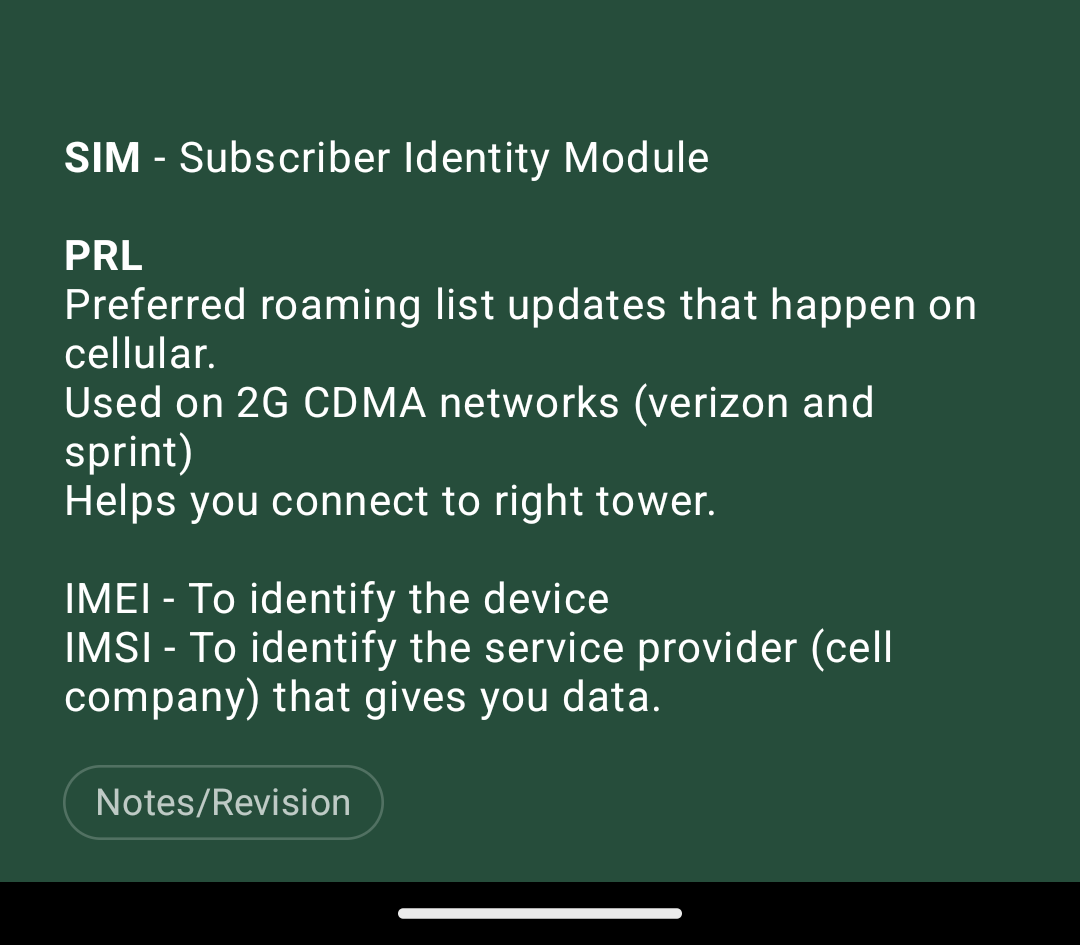 SIM - Subscriber Identity Module
PRL
Preferred roaming list updates that happen on
cellular.
Used on 2G CDMA networks (verizon and
sprint)
Helps you connect to right tower.
IMEI - To identify the device
IMSI - To identify the service provider (cell
company) that gives you data.
Notes/Revision